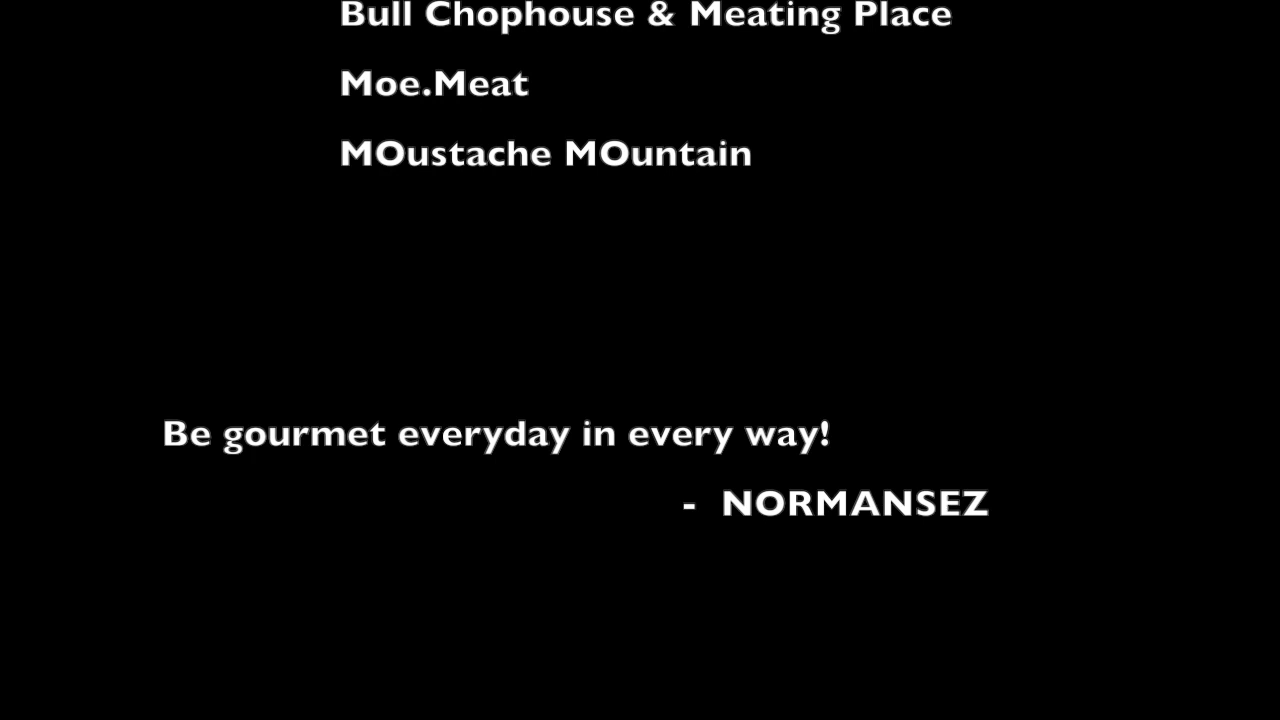 Bull Chophouse & Meating Place
Moe.Meat
MOustache MOuntain
Be gourmet everyday in every way!
- NORMANSEZ